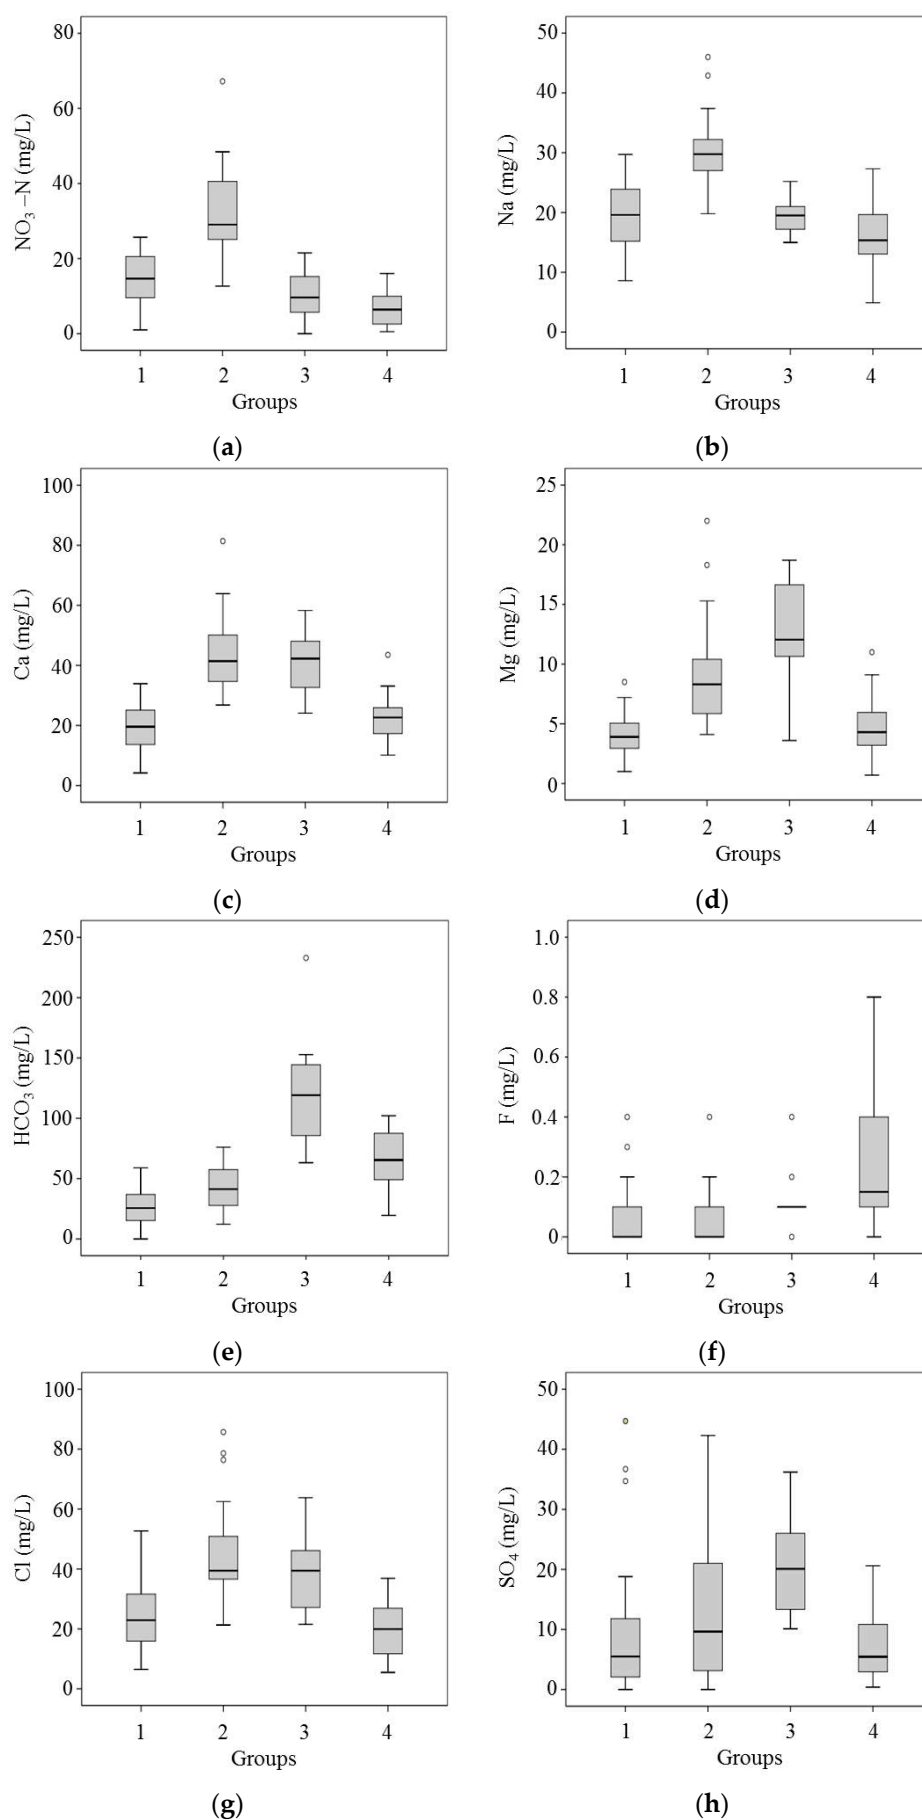 80
60
40
20
0
NO3 –N (mg/L)
1 2 3 4
Groups
(a)
50
40
30
20
10
0
Na (mg/L)
1 2 3 4
Groups
(b)
100
80
60
40
20
0
Ca (mg/L)
1 2 3 4
Groups
(c)
25
20
15
10
5
0
Mg (mg/L)
1 2 3 4
Groups
(d)
250
200
150
100
50
0
HCO3 (mg/L)
1 2 3 4
Groups
(e)
1.0
0.8
0.6
0.4
0.2
0
F (mg/L)
1 2 3 4
Groups
(f)
100
80
60
40
20
0
Cl (mg/L)
1 2 3 4
Groups
(g)
50
40
30
20
10
0
SO4 (mg/L)
1 2 3 4
Groups
(h)